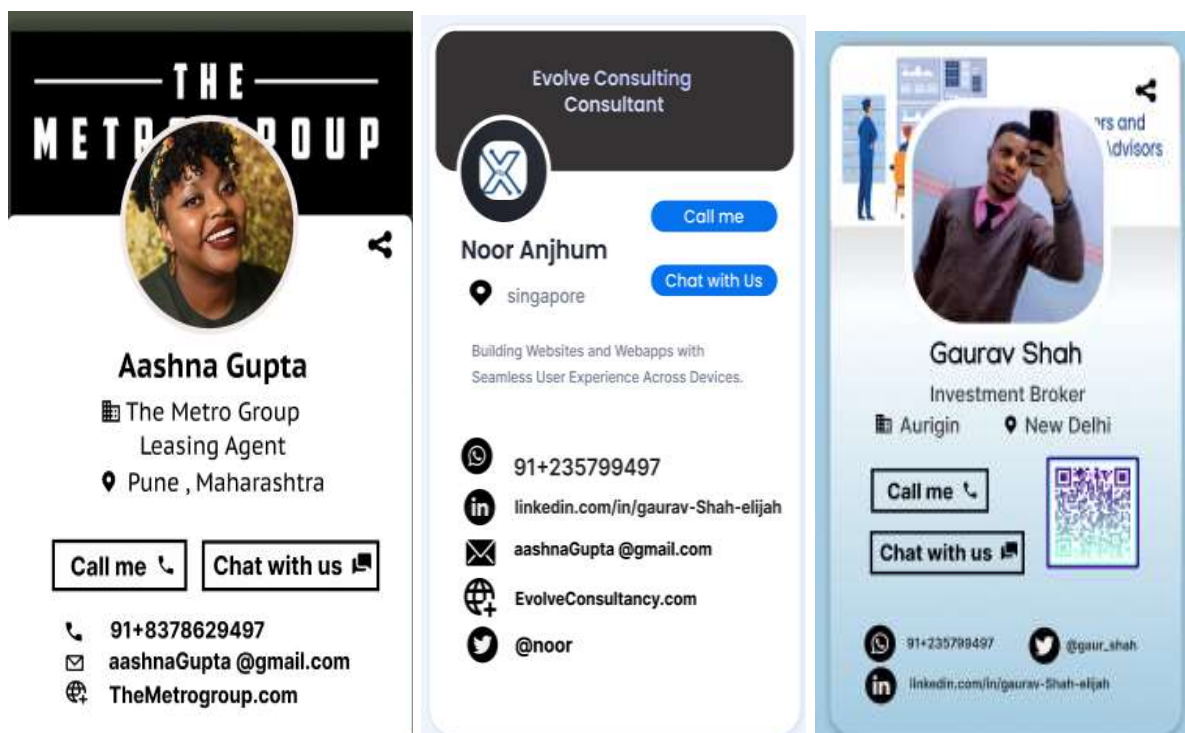 THE
METRO GROUP
Aashna Gupta
The Metro Group
Leasing Agent
Pune , Maharashtra
Call me
Chat with us
91+8378629497
aashnaGupta @gmail.com
TheMetrogroup.com
Evolve Consulting
Consultant
Call me
Noor Anjhum
Chat with Us
singapore
Building Websites and Webapps with
Seamless User Experience Across Devices.
91+235799497
linkedin.com/in/gaurav-Shah-elijah
aashnaGupta @gmail.com
EvolveConsultancy.com
@noor
and
Advisors
Gaurav Shah
Investment Broker
Aurigin
New Delhi
Call me
Chat with us
91+235799497
@gaur_shah
linkedin.com/in/gaurav-Shah-elijah